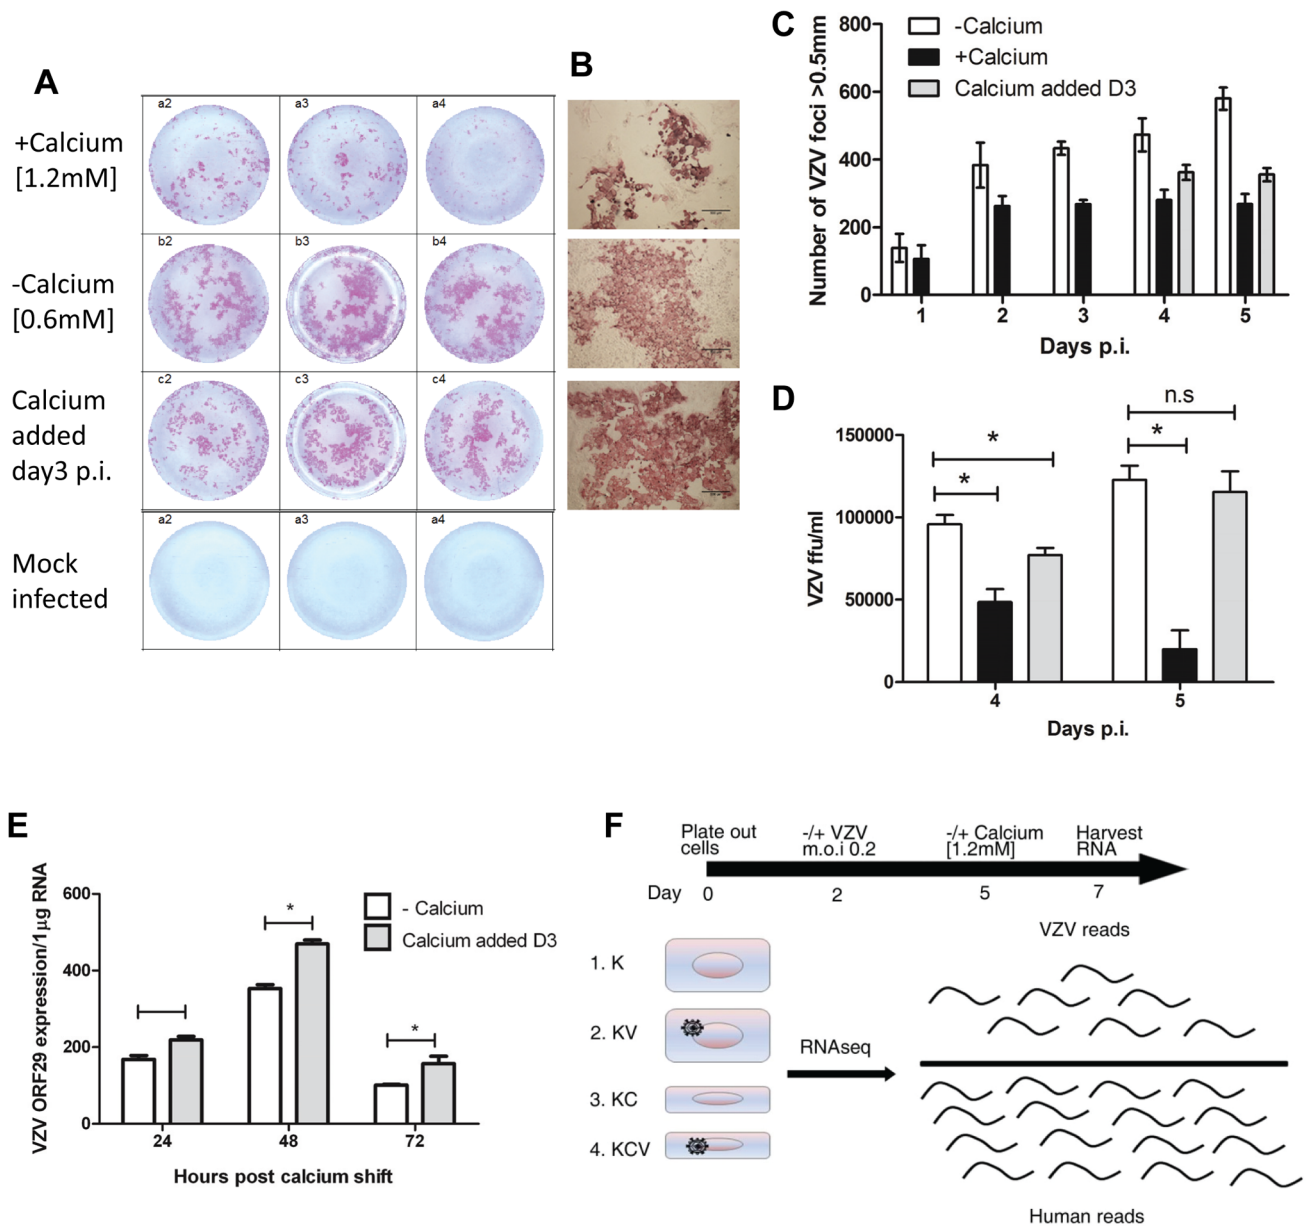 A
+Calcium
[1.2mM]
-Calcium
[0.6mM]
Calcium
added
day3 p.i.
Mock
infected
a2
a3
a4
b2
b3
b4
c2
c3
c4
a2
a3
a4
B
C
Number of VZV foci >0.5mm
800
600
400
200
0
-Calcium
+Calcium
Calcium added D3
1
2
3
4
5
Days p.i.
D
VZV ffu/ml
150000
100000
50000
0
*
*
*
n.s
4
5
Days p.i.
E
VZV ORF29 expression/1µg RNA
600
400
200
0
- Calcium
Calcium added D3
*
*
24
48
72
Hours post calcium shift
F
Plate out
cells
-/+ VZV
m.o.i 0.2
-/+ Calcium
[1.2mM]
Harvest
RNA
Day 0 2 5 7
1. K
2. KV
3. KC
4. KCV
RNAseq
VZV reads
Human reads